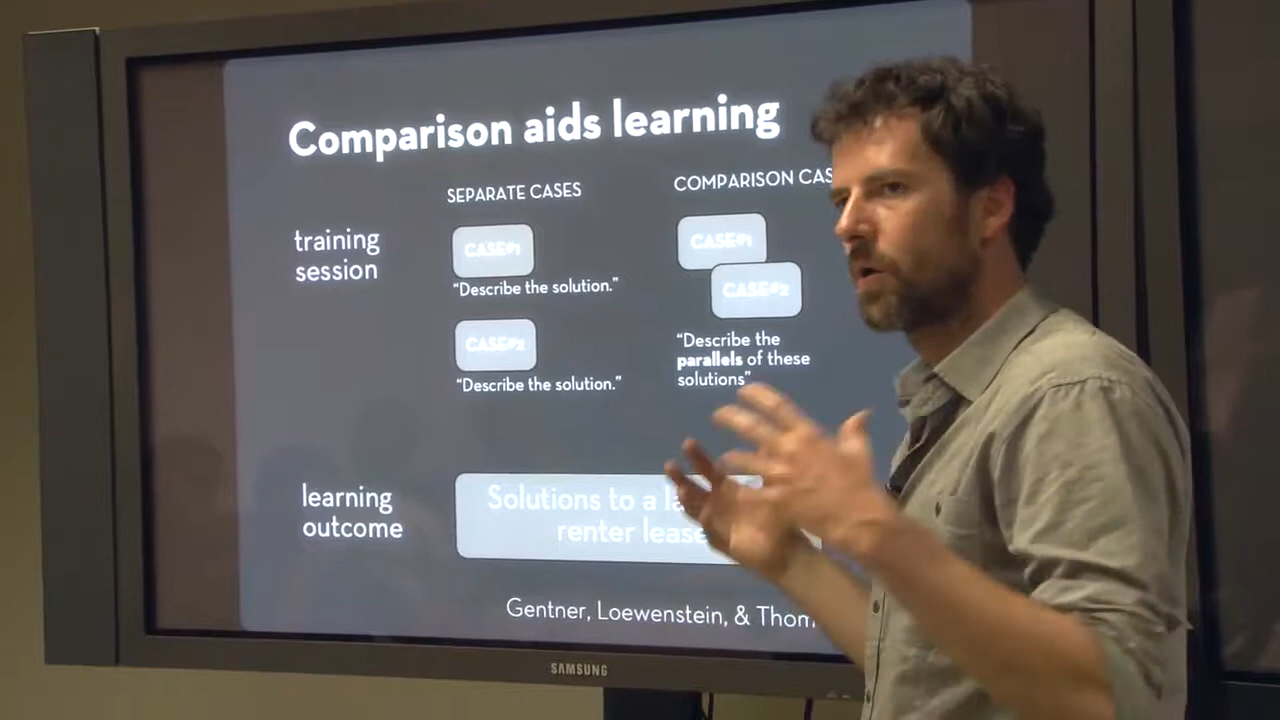 Comparison aids learning
SEPARATE CASES
COMPARISON CAS
training
session
CASE#1
"Describe the solution."
CASE#2
"Describe the solution."
CASE#1
CASE#2
"Describe the
parallels of these
solutions"
learning
outcome
Solutions to a la
renter lease
Gentner, Loewenstein, & Thom
SAMSUNG